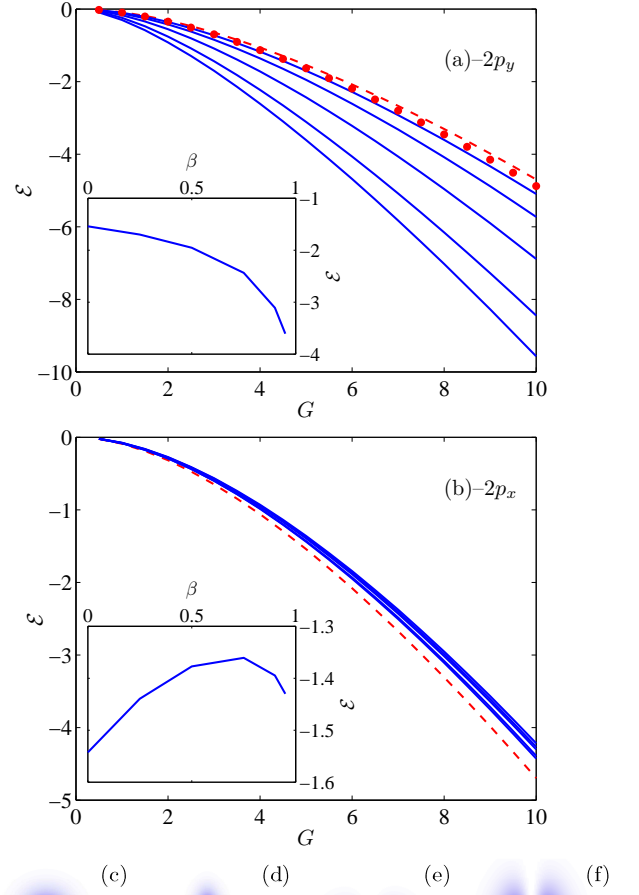 0
−2
−4
−6
−8
−10
0 2 4 6 8 10
G
ℰ
(a)–2p_y
β
0 0.5 1
−1
−2
−3
−4
ℰ
0
−1
−2
−3
−4
−5
0 2 4 6 8 10
G
ℰ
(b)–2p_x
β
0 0.5 1
−1.3
−1.4
−1.5
−1.6
ℰ
(c) (d) (e) (f)